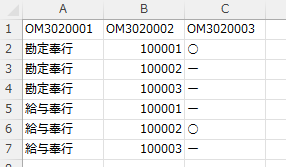 A B C
1 OM3020001 OM3020002 OM3020003
2 勘定奉行 100001 〇
3 勘定奉行 100002 ー
4 勘定奉行 100003 ー
5 給与奉行 100001 ー
6 給与奉行 100002 〇
7 給与奉行 100003 ー